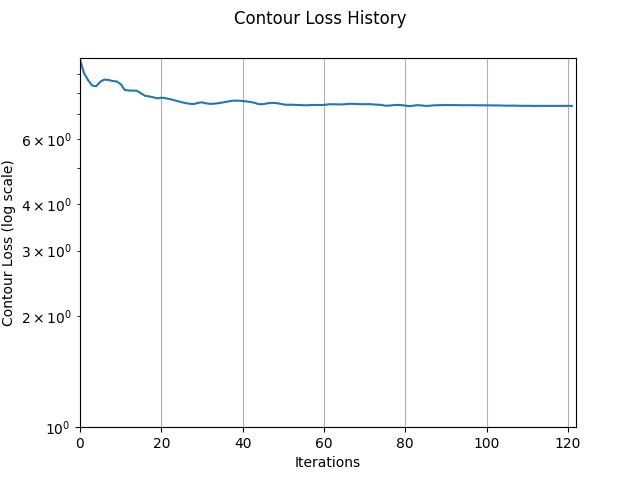 Contour Loss History
Contour Loss (log scale)
6 × 10⁰
4 × 10⁰
3 × 10⁰
2 × 10⁰
10⁰
0 20 40 60 80 100 120
Iterations